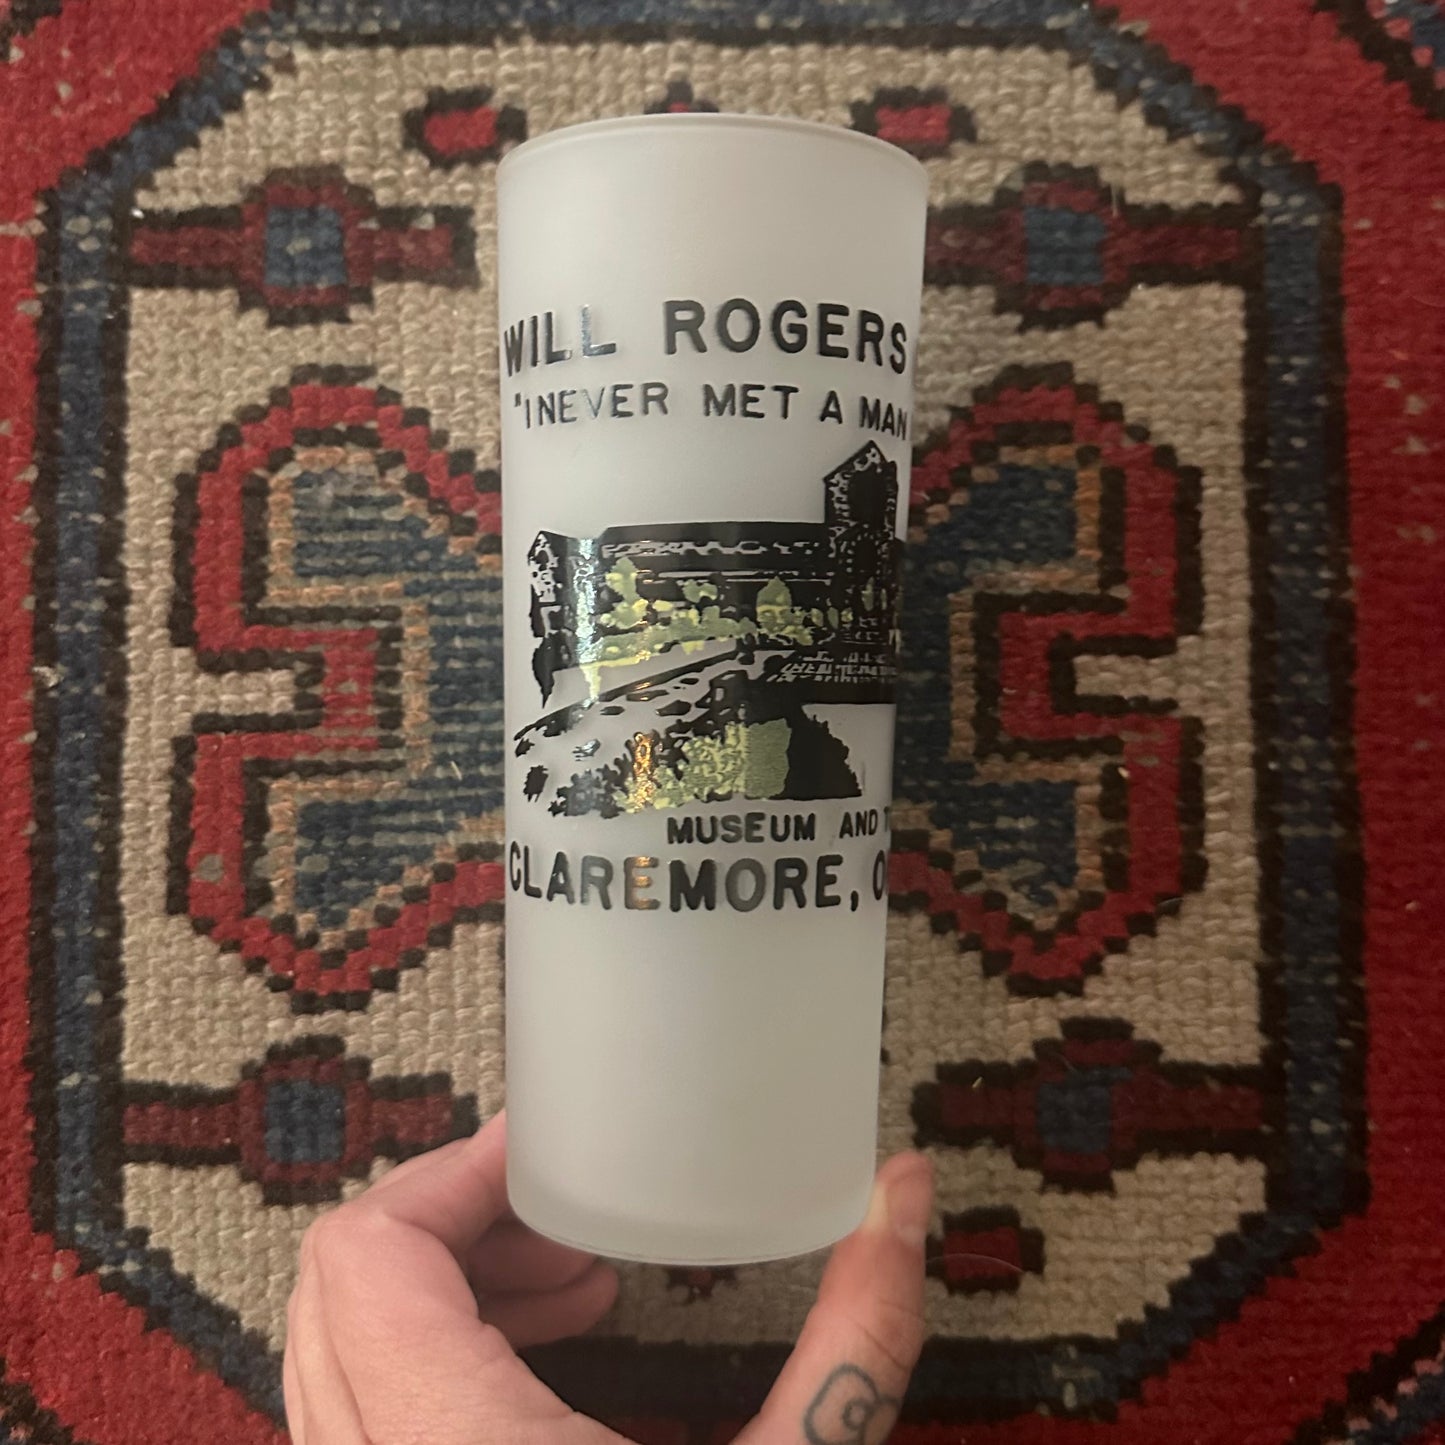 WILL ROGERS
"I NEVER MET A MAN
MUSEUM AND
CLAREMORE,